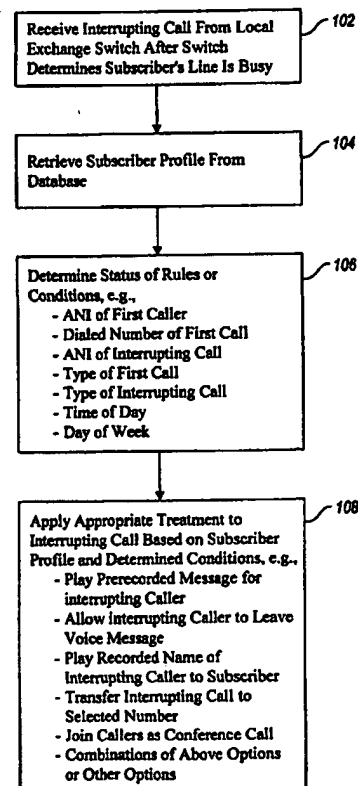 Receive Interrupting Call From Local
Exchange Switch After Switch
Determines Subscriber's Line Is Busy
102
Retrieve Subscriber Profile From
Database
104
Determine Status of Rules or
Conditions, e.g.,
- ANI of First Caller
- Dialed Number of First Call
- ANI of Interrupting Call
- Type of First Call
- Type of Interrupting Call
- Time of Day
- Day of Week
106
Apply Appropriate Treatment to
Interrupting Call Based on Subscriber
Profile and Determined Conditions, e.g.,
- Play Prerecorded Message for
interrupting Caller
- Allow interrupting Caller to Leave
Voice Message
- Play Recorded Name of
Interrupting Caller to Subscriber
- Transfer Interrupting Call to
Selected Number
- Join Callers as Conference Call
- Combinations of Above Options
or Other Options
108